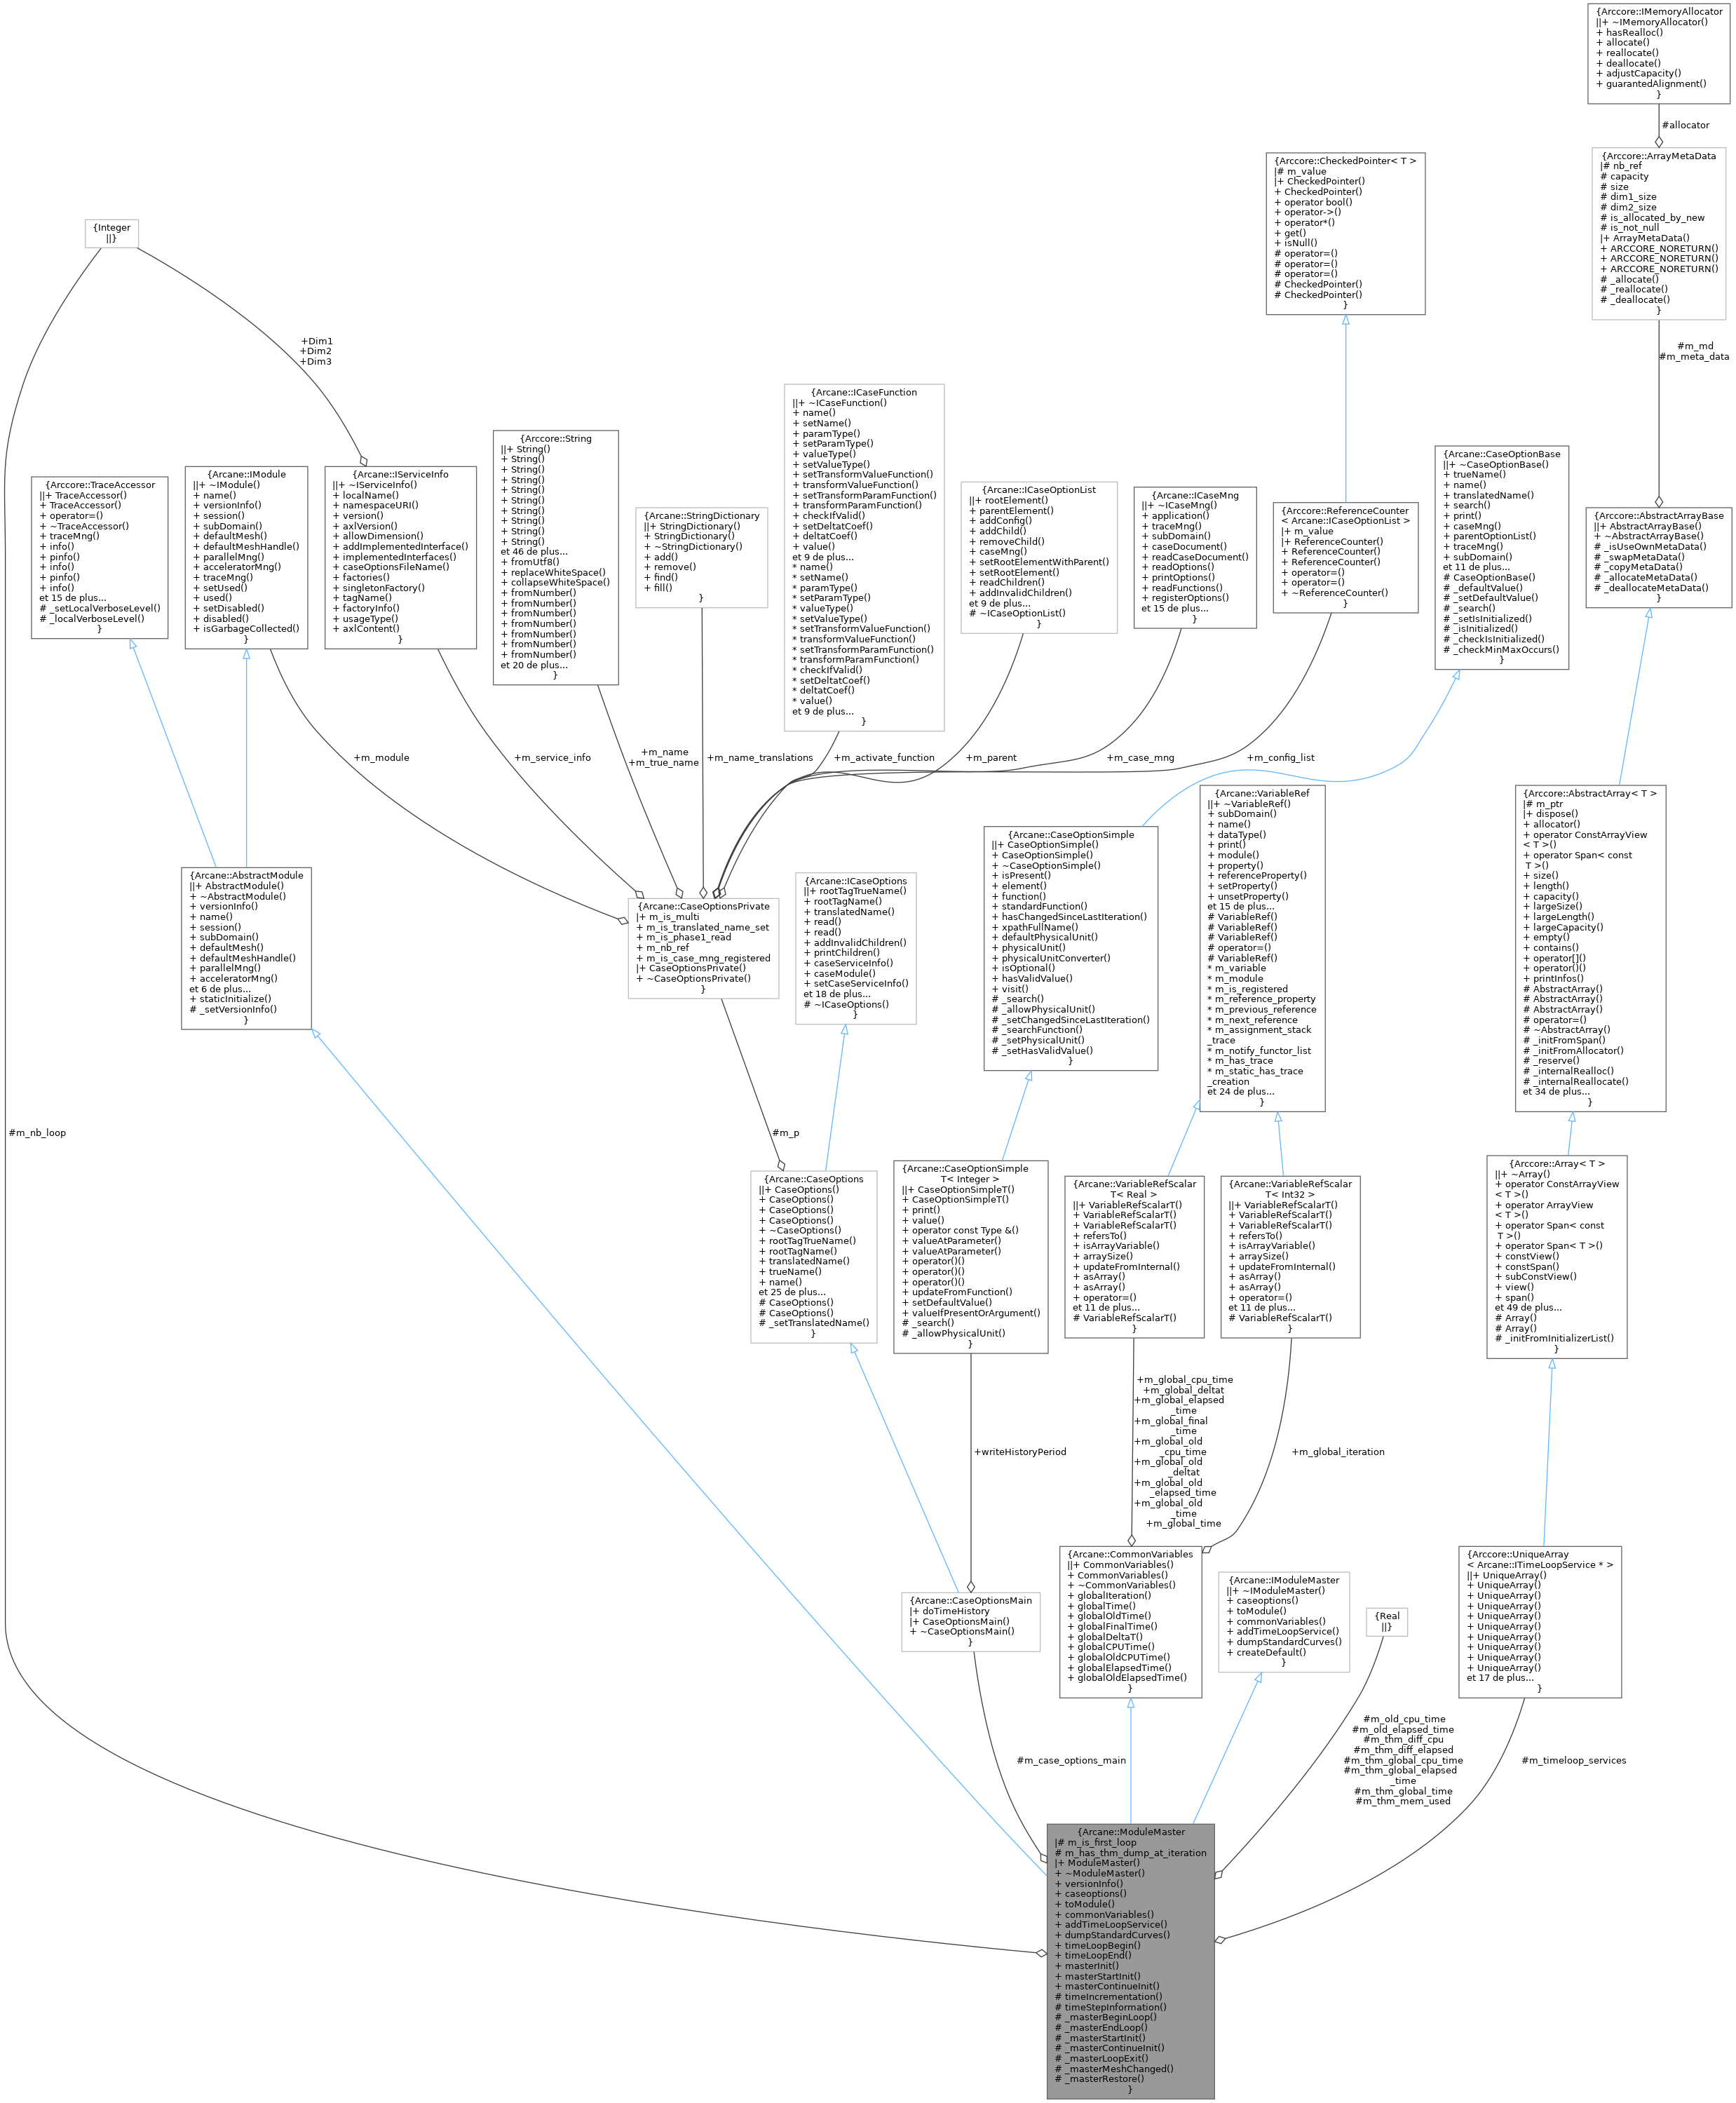 {Arccore::IMemoryAllocator
||+ ~IMemoryAllocator()
+ hasRealloc()
+ allocate()
+ reallocate()
+ deallocate()
+ adjustCapacity()
+ guarantedAlignment()
}
#allocator
{Arccore::ArrayMetaData
|# nb_ref
# capacity
# size
# dim1_size
# dim2_size
# is_allocated_by_new
# is_not_null
|+ ArrayMetaData()
+ ARCCORE_NORETURN()
+ ARCCORE_NORETURN()
+ ARCCORE_NORETURN()
# _allocate()
# _reallocate()
# _deallocate()
}
{Arccore::CheckedPointer< T >
|# m_value
|+ CheckedPointer()
+ CheckedPointer()
+ operator bool()
+ operator->()
+ operator*()
+ get()
+ isNull()
# operator=()
# operator=()
# operator=()
# CheckedPointer()
# CheckedPointer()
}
{Integer
||}
+Dim1
+Dim2
+Dim3
#m_md
#m_meta_data
{Arccore::TraceAccessor
||+ TraceAccessor()
+ TraceAccessor()
+ operator=()
+ ~TraceAccessor()
+ traceMng()
+ info()
+ pinfo()
+ info()
+ pinfo()
+ info()
et 15 de plus...
# _setLocalVerboseLevel()
# _localVerboseLevel()
}
{Arcane::IModule
||+ ~IModule()
+ name()
+ versionInfo()
+ session()
+ subDomain()
+ defaultMesh()
+ defaultMeshHandle()
+ parallelMng()
+ acceleratorMng()
+ traceMng()
+ setUsed()
+ used()
+ setDisabled()
+ disabled()
+ isGarbageCollected()
}
{Arcane::IServiceInfo
||+ ~IServiceInfo()
+ localName()
+ namespaceURI()
+ version()
+ axlVersion()
+ allowDimension()
+ addImplementedInterface()
+ implementedInterfaces()
+ caseOptionsFileName()
+ factories()
+ singletonFactory()
+ tagName()
+ factoryInfo()
+ usageType()
+ axlContent()
}
{Arccore::String
||+ String()
+ String()
+ String()
+ String()
+ String()
+ String()
+ String()
+ String()
+ String()
+ String()
et 46 de plus...
+ fromUtf8()
+ replaceWhiteSpace()
+ collapseWhiteSpace()
+ fromNumber()
+ fromNumber()
+ fromNumber()
+ fromNumber()
+ fromNumber()
+ fromNumber()
+ fromNumber()
et 20 de plus...
}
{Arcane::StringDictionary
||+ StringDictionary()
+ StringDictionary()
+ ~StringDictionary()
+ add()
+ remove()
+ find()
+ fill()
}
{Arcane::ICaseFunction
||+ ~ICaseFunction()
+ name()
+ setName()
+ paramType()
+ setParamType()
+ valueType()
+ setValueType()
+ setTransformValueFunction()
+ transformValueFunction()
+ setTransformParamFunction()
+ transformParamFunction()
+ checkIfValid()
+ setDeltatCoef()
+ deltatCoef()
+ value()
et 9 de plus...
* name()
* setName()
* paramType()
* setParamType()
* valueType()
* setValueType()
* setTransformValueFunction()
* transformValueFunction()
* setTransformParamFunction()
* transformParamFunction()
* checkIfValid()
* setDeltatCoef()
* deltatCoef()
* value()
et 9 de plus...
}
{Arcane::ICaseOptionList
||+ rootElement()
+ parentElement()
+ addConfig()
+ addChild()
+ removeChild()
+ caseMng()
+ setRootElementWithParent()
+ setRootElement()
+ readChildren()
+ addInvalidChildren()
et 9 de plus...
# ~ICaseOptionList()
}
{Arcane::ICaseMng
||+ ~ICaseMng()
+ application()
+ traceMng()
+ subDomain()
+ caseDocument()
+ readCaseDocument()
+ readOptions()
+ printOptions()
+ readFunctions()
+ registerOptions()
et 15 de plus...
}
{Arccore::ReferenceCounter
< Arcane::ICaseOptionList >
|+ m_value
|+ ReferenceCounter()
+ ReferenceCounter()
+ ReferenceCounter()
+ operator=()
+ operator=()
+ ~ReferenceCounter()
}
{Arcane::CaseOptionBase
||+ ~CaseOptionBase()
+ trueName()
+ name()
+ translatedName()
+ search()
+ print()
+ caseMng()
+ parentOptionList()
+ traceMng()
+ subDomain()
et 11 de plus...
# CaseOptionBase()
# _defaultValue()
# _setDefaultValue()
# _search()
# _setIsInitialized()
# _isInitialized()
# _checkIsInitialized()
# _checkMinMaxOccurs()
}
{Arccore::AbstractArrayBase
||+ AbstractArrayBase()
+ ~AbstractArrayBase()
# _isUseOwnMetaData()
# _swapMetaData()
# _copyMetaData()
# _allocateMetaData()
# _deallocateMetaData()
}
+m_module
+m_service_info
+m_name
+m_true_name
+m_name_translations
+m_activate_function
+m_parent
+m_case_mng
+m_config_list
{Arcane::AbstractModule
||+ AbstractModule()
+ ~AbstractModule()
+ versionInfo()
+ name()
+ session()
+ subDomain()
+ defaultMesh()
+ defaultMeshHandle()
+ parallelMng()
+ acceleratorMng()
et 6 de plus...
+ staticInitialize()
# _setVersionInfo()
}
{Arcane::CaseOptionsPrivate
|+ m_is_multi
+ m_is_translated_name_set
+ m_is_phase1_read
+ m_nb_ref
+ m_is_case_mng_registered
|+ CaseOptionsPrivate()
+ ~CaseOptionsPrivate()
}
{Arcane::ICaseOptions
||+ rootTagTrueName()
+ rootTagName()
+ translatedName()
+ read()
+ read()
+ addInvalidChildren()
+ printChildren()
+ caseServiceInfo()
+ caseModule()
+ setCaseServiceInfo()
et 18 de plus...
# ~ICaseOptions()
}
{Arcane::CaseOptionSimple
||+ CaseOptionSimple()
+ CaseOptionSimple()
+ ~CaseOptionSimple()
+ isPresent()
+ element()
+ function()
+ standardFunction()
+ hasChangedSinceLastIteration()
+ xpathFullName()
+ defaultPhysicalUnit()
+ physicalUnit()
+ physicalUnitConverter()
+ isOptional()
+ hasValidValue()
+ visit()
# _search()
# _allowPhysicalUnit()
# _setChangedSinceLastIteration()
# _searchFunction()
# _setPhysicalUnit()
# _setHasValidValue()
}
{Arcane::VariableRef
||+ ~VariableRef()
+ subDomain()
+ name()
+ dataType()
+ print()
+ module()
+ property()
+ referenceProperty()
+ setProperty()
+ unsetProperty()
et 15 de plus...
# VariableRef()
# VariableRef()
# VariableRef()
# operator=()
# VariableRef()
* m_variable
* m_module
* m_is_registered
* m_reference_property
* m_previous_reference
* m_next_reference
* m_assignment_stack
_trace
* m_notify_functor_list
* m_has_trace
* m_static_has_trace
_creation
et 24 de plus...
}
{Arccore::AbstractArray< T >
|# m_ptr
|+ dispose()
+ allocator()
+ operator ConstArrayView
< T >()
+ operator Span< const
T >()
+ size()
+ length()
+ capacity()
+ largeSize()
+ largeLength()
+ largeCapacity()
+ empty()
+ contains()
+ operator[]()
+ operator()()
+ printInfos()
# AbstractArray()
# AbstractArray()
# AbstractArray()
# operator=()
# ~AbstractArray()
# _initFromSpan()
# _initFromAllocator()
# _reserve()
# _internalRealloc()
# _internalReallocate()
et 34 de plus...
}
#m_nb_loop
#m_p
{Arcane::CaseOptions
||+ CaseOptions()
+ CaseOptions()
+ CaseOptions()
+ CaseOptions()
+ ~CaseOptions()
+ rootTagTrueName()
+ rootTagName()
+ translatedName()
+ trueName()
+ name()
et 25 de plus...
# CaseOptions()
# CaseOptions()
# _setTranslatedName()
}
{Arcane::CaseOptionSimple
T< Integer >
||+ CaseOptionSimpleT()
+ CaseOptionSimpleT()
+ print()
+ value()
+ operator const Type &()
+ valueAtParameter()
+ valueAtParameter()
+ operator()()
+ operator()()
+ operator()()
+ updateFromFunction()
+ setDefaultValue()
+ valueIfPresentOrArgument()
# _search()
# _allowPhysicalUnit()
}
{Arcane::VariableRefScalar
T< Real >
||+ VariableRefScalarT()
+ VariableRefScalarT()
+ VariableRefScalarT()
+ refersTo()
+ isArrayVariable()
+ arraySize()
+ updateFromInternal()
+ asArray()
+ asArray()
+ operator=()
et 11 de plus...
# VariableRefScalarT()
}
{Arcane::VariableRefScalar
T< Int32 >
||+ VariableRefScalarT()
+ VariableRefScalarT()
+ VariableRefScalarT()
+ refersTo()
+ isArrayVariable()
+ arraySize()
+ updateFromInternal()
+ asArray()
+ asArray()
+ operator=()
et 11 de plus...
# VariableRefScalarT()
}
{Arccore::Array< T >
||+ ~Array()
+ operator ConstArrayView
< T >()
+ operator ArrayView
< T >()
+ operator Span< const
T >()
+ operator Span< T >()
+ constView()
+ constSpan()
+ subConstView()
+ view()
+ span()
et 49 de plus...
# Array()
# Array()
# _initFromInitializerList()
}
+writeHistoryPeriod
+m_global_cpu_time
+m_global_deltat
+m_global_elapsed
_time
+m_global_final
_time
+m_global_old
_cpu_time
+m_global_old
_deltat
+m_global_old
_elapsed_time
+m_global_old
_time
+m_global_time
+m_global_iteration
{Arcane::CaseOptionsMain
|+ doTimeHistory
|+ CaseOptionsMain()
+ ~CaseOptionsMain()
}
{Arcane::CommonVariables
||+ CommonVariables()
+ CommonVariables()
+ ~CommonVariables()
+ globalIteration()
+ globalTime()
+ globalOldTime()
+ globalFinalTime()
+ globalDeltaT()
+ globalCPUTime()
+ globalOldCPUTime()
+ globalElapsedTime()
+ globalOldElapsedTime()
}
{Arcane::IModuleMaster
||+ ~IModuleMaster()
+ caseoptions()
+ toModule()
+ commonVariables()
+ addTimeLoopService()
+ dumpStandardCurves()
+ createDefault()
}
{Real
||}
{Arccore::UniqueArray
< Arcane::ITimeLoopService * >
||+ UniqueArray()
+ UniqueArray()
+ UniqueArray()
+ UniqueArray()
+ UniqueArray()
+ UniqueArray()
+ UniqueArray()
+ UniqueArray()
+ UniqueArray()
+ UniqueArray()
et 17 de plus...
}
#m_case_options_main
#m_old_cpu_time
#m_old_elapsed_time
#m_thm_diff_cpu
#m_thm_diff_elapsed
#m_thm_global_cpu_time
#m_thm_global_elapsed
_time
#m_thm_global_time
#m_thm_mem_used
#m_timeloop_services
{Arcane::ModuleMaster
|# m_is_first_loop
# m_has_thm_dump_at_iteration
|+ ModuleMaster()
+ ~ModuleMaster()
+ versionInfo()
+ caseoptions()
+ toModule()
+ commonVariables()
+ addTimeLoopService()
+ dumpStandardCurves()
+ timeLoopBegin()
+ timeLoopEnd()
+ masterInit()
+ masterStartInit()
+ masterContinueInit()
# timeIncrementation()
# timeStepInformation()
# _masterBeginLoop()
# _masterEndLoop()
# _masterStartInit()
# _masterContinueInit()
# _masterLoopExit()
# _masterMeshChanged()
# _masterRestore()
}